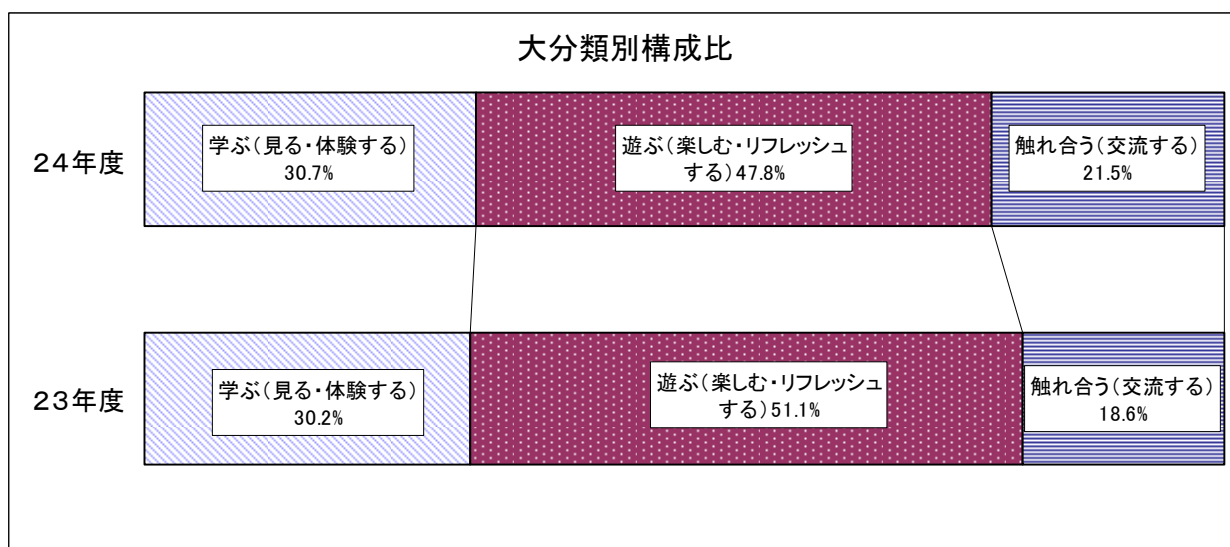 大分類別構成比
24年度
学ぶ(見る・体験する)
30.7%
遊ぶ(楽しむ・リフレッシュ
する)47.8%
触れ合う(交流する)
21.5%
23年度
学ぶ(見る・体験する)
30.2%
遊ぶ(楽しむ・リフレッシュ
する)51.1%
触れ合う(交流する)
18.6%